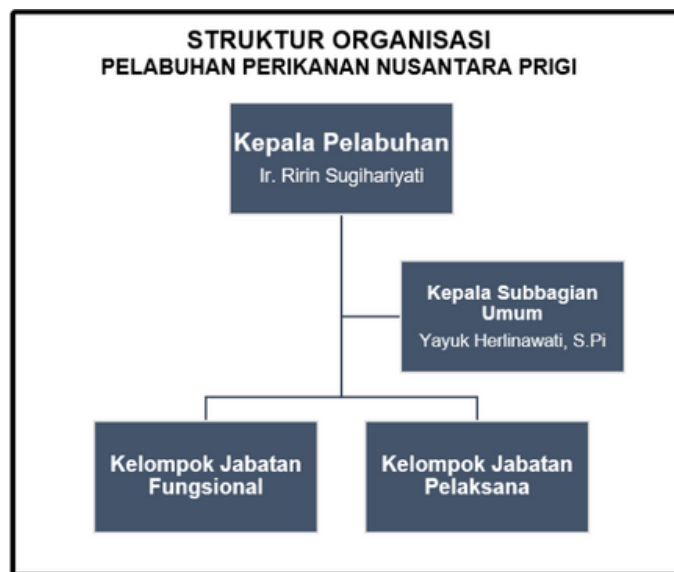 STRUKTUR ORGANISASI
PELABUHAN PERIKANAN NUSANTARA PRIGI
Kepala Pelabuhan
Ir. Ririn Sugihariyati
Kepala Subbagian
Umum
Yayuk Herlinawati, S.Pi
Kelompok Jabatan
Fungsional
Kelompok Jabatan
Pelaksana